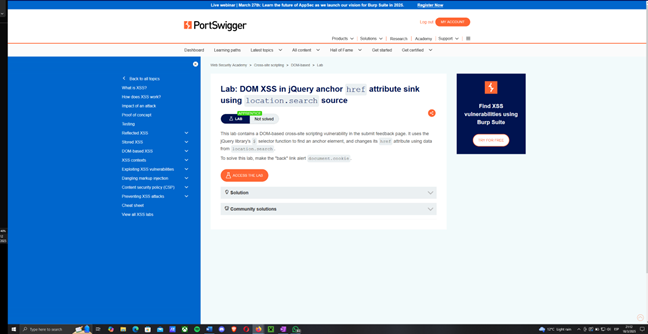 Live webinar | March 27th: Learn the future of AppSec as we launch our vision for Burp Suite in 2025. Register Now
PortSwigger
Log out MY ACCOUNT
Products Solutions Research Academy Support
Dashboard Learning paths Latest topics All content Hall of Fame Get started Get certified
Web Security Academy Cross-site scripting DOM-based Lab
Back to all topics
What is XSS?
How does XSS work?
Impact of an attack
Proof of concept
Testing
Reflected XSS
Stored XSS
DOM-based XSS
XSS contexts
Exploiting XSS vulnerabilities
Dangling markup injection
Content security policy (CSP)
Preventing XSS attacks
Cheat sheet
View all XSS labs
Lab: DOM XSS in jQuery anchor href attribute sink
using location.search source
LAB Not solved
This lab contains a DOM-based cross-site scripting vulnerability in the submit feedback page. It uses the
jQuery library's $ selector function to find an anchor element, and changes its href attribute using data
from location.search.
To solve this lab, make the "back" link alert document.cookie.
ACCESS THE LAB
Solution
Community solutions
Find XSS
vulnerabilities using
Burp Suite
TRY FOR FREE
Type here to search
12°C Light rain